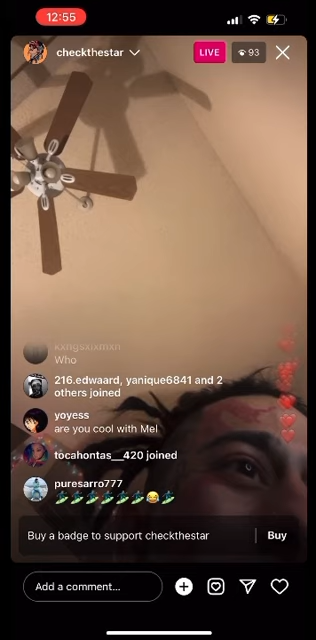 12:55
checkthestar
LIVE
93
kxngsxixmxn
Who
216.edwaard, yanique6841 and 2
others joined
yoyess
are you cool with Mel
tocahontas__420 joined
puresarro777
🏄🏾‍♂️🏄🏾‍♂️🏄🏾‍♂️🏄🏾‍♂️🏄🏾‍♂️🏄🏾‍♂️😂🏄🏾‍♂️
Buy a badge to support checkthestar
Buy
Add a comment...